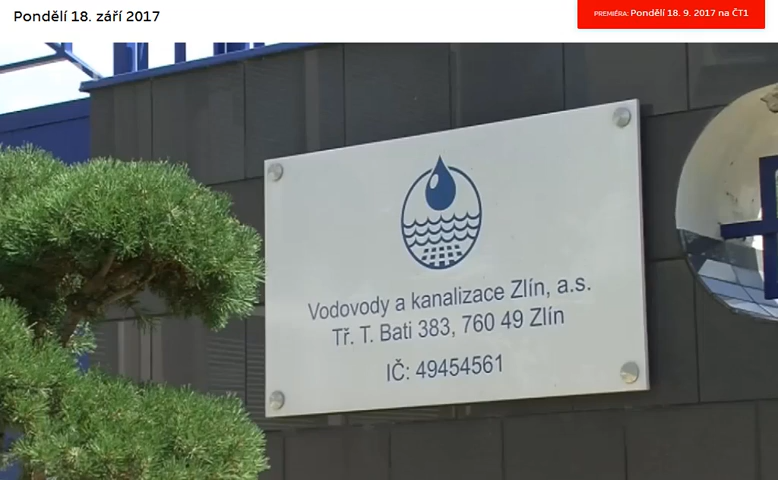 Pondělí 18. září 2017
PREMIÉRA: Pondělí 18. 9. 2017 na ČT1
Vodovody a kanalizace Zlín, a.s.
Tř. T. Bati 383, 760 49 Zlín
IČ: 49454561